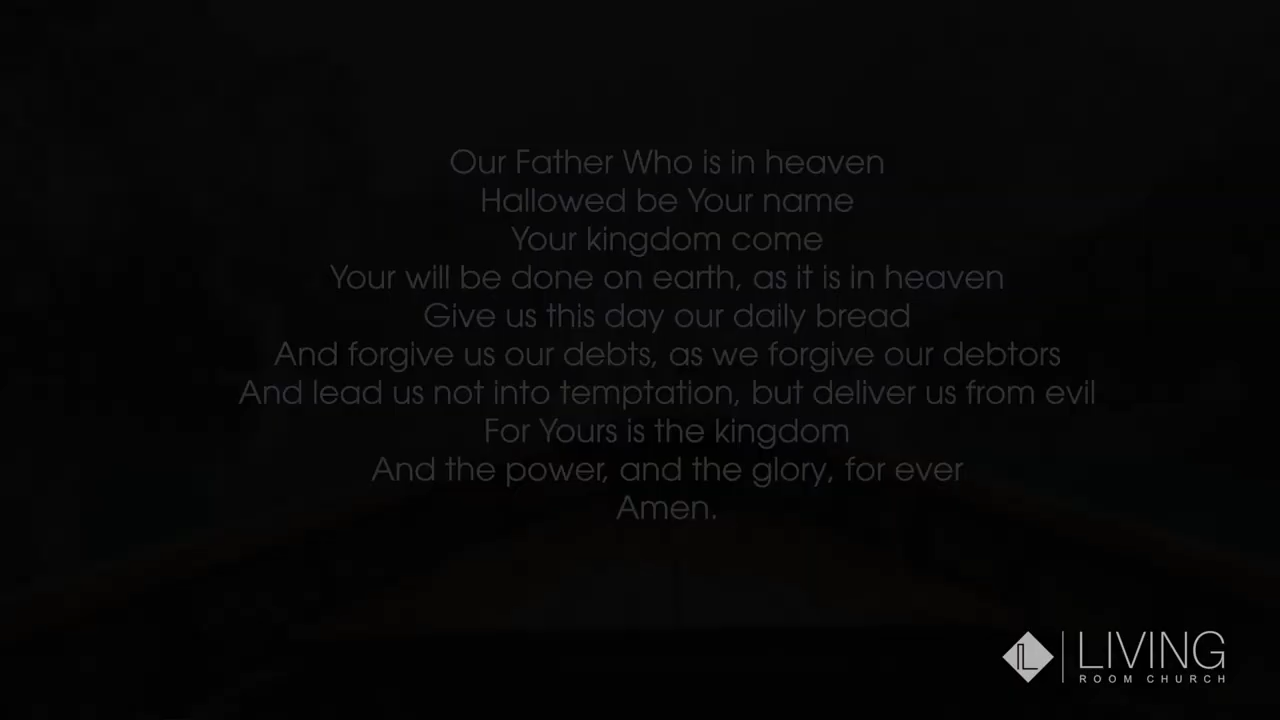 Our Father Who is in heaven
Hallowed be Your name
Your kingdom come
Your will be done on earth, as it is in heaven
Give us this day our daily bread
And forgive us our debts, as we forgive our debtors
And lead us not into temptation, but deliver us from evil
For Yours is the kingdom
And the power, and the glory, for ever
Amen.
LIVING
ROOM CHURCH